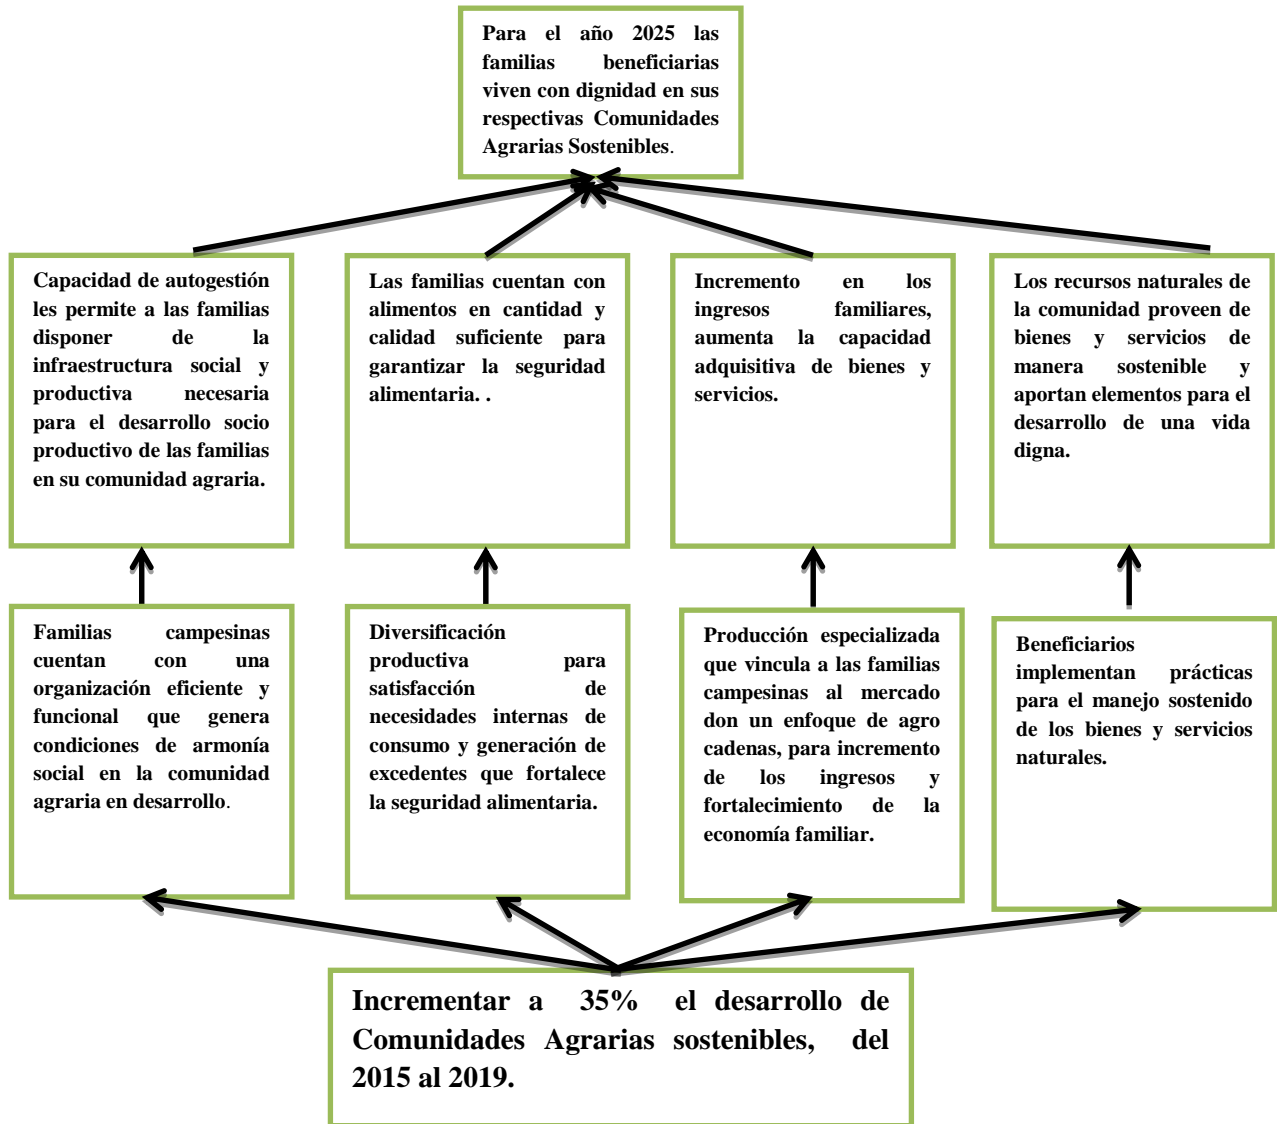 Para el año 2025 las
familias beneficiarias
viven con dignidad en sus
respectivas Comunidades
Agrarias Sostenibles.
Capacidad de autogestión
les permite a las familias
disponer de la
infraestructura social y
productiva necesaria
para el desarrollo socio
productivo de las familias
en su comunidad agraria.
Las familias cuentan con
alimentos en cantidad y
calidad suficiente para
garantizar la seguridad
alimentaria. .
Incremento en los
ingresos familiares,
aumenta la capacidad
adquisitiva de bienes y
servicios.
Los recursos naturales de
la comunidad proveen de
bienes y servicios de
manera sostenible y
aportan elementos para el
desarrollo de una vida
digna.
Familias campesinas
cuentan con una
organización eficiente y
funcional que genera
condiciones de armonía
social en la comunidad
agraria en desarrollo.
Diversificación
productiva para
satisfacción de
necesidades internas de
consumo y generación de
excedentes que fortalece
la seguridad alimentaria.
Producción especializada
que vincula a las familias
campesinas al mercado
don un enfoque de agro
cadenas, para incremento
de los ingresos y
fortalecimiento de la
economía familiar.
Beneficiarios
implementan prácticas
para el manejo sostenido
de los bienes y servicios
naturales.
Incrementar a 35% el desarrollo de
Comunidades Agrarias sostenibles, del
2015 al 2019.